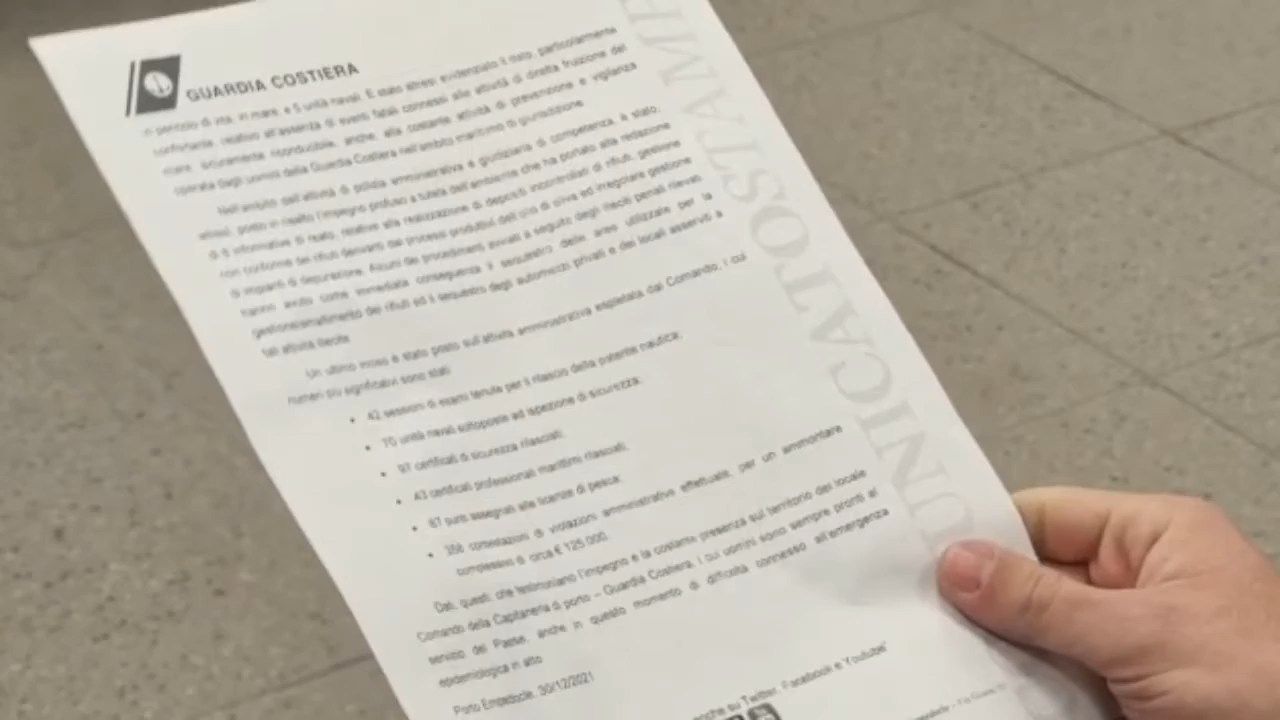 GUARDIA COSTIERA
in pericolo di vita, in mare, e 5 unità navali. È stato altresì evidenziato il dato, particolarmente
confortante, relativo all'assenza di eventi fatali connessi alle attività di diretta fruizione del
mare, sicuramente riconducibile, anche, alla costante attività di prevenzione e vigilanza
operata dagli uomini della Guardia Costiera nell'ambito marittimo di giurisdizione.
Nell'ambito dell'attività di polizia amministrativa e giudiziaria di competenza, è stato,
altresì, posto in risalto l'impegno profuso a tutela dell'ambiente che ha portato alla redazione
di 8 informative di reato, relative alla realizzazione di depositi incontrollati di rifiuti, gestione
non conforme dei rifiuti derivanti dai processi produttivi dell'uso di oliva ed irregolare gestione
di impianti di depurazione. Alcuni dei procedimenti avviati a seguito degli illeciti penali rilevati
hanno avuto come immediata conseguenza il sequestro delle aree utilizzate per la
gestione/smaltimento dei rifiuti ed il sequestro degli automezzi privati e dei locali asserviti a
tali attività illecite.
Un ultimo inciso è stato posto sull'attività amministrativa espletata dal Comando, i cui
numeri più significativi sono stati:
• 42 sessioni di esami tenute per il rilascio della patente nautica;
• 70 unità navali sottoposte ad ispezione di sicurezza;
• 97 certificati di sicurezza rilasciati;
• 43 certificati professionali marittimi rilasciati;
• 87 punti assegnati alle licenze di pesca;
• 358 contestazioni di violazioni amministrative effettuate, per un ammontare
complessivo di circa € 125.000.
Dati, questi, che testimoniano l'impegno e la costante presenza sul territorio del locale
Comando della Capitaneria di porto – Guardia Costiera, i cui uomini sono sempre pronti al
servizio del Paese, anche in questo momento di difficoltà connesso all'emergenza
epidemiologica in atto.
Porto Empedocle, 30/12/2021
anche su Twitter, Facebook e Youtube!
UNICATOSTAMP